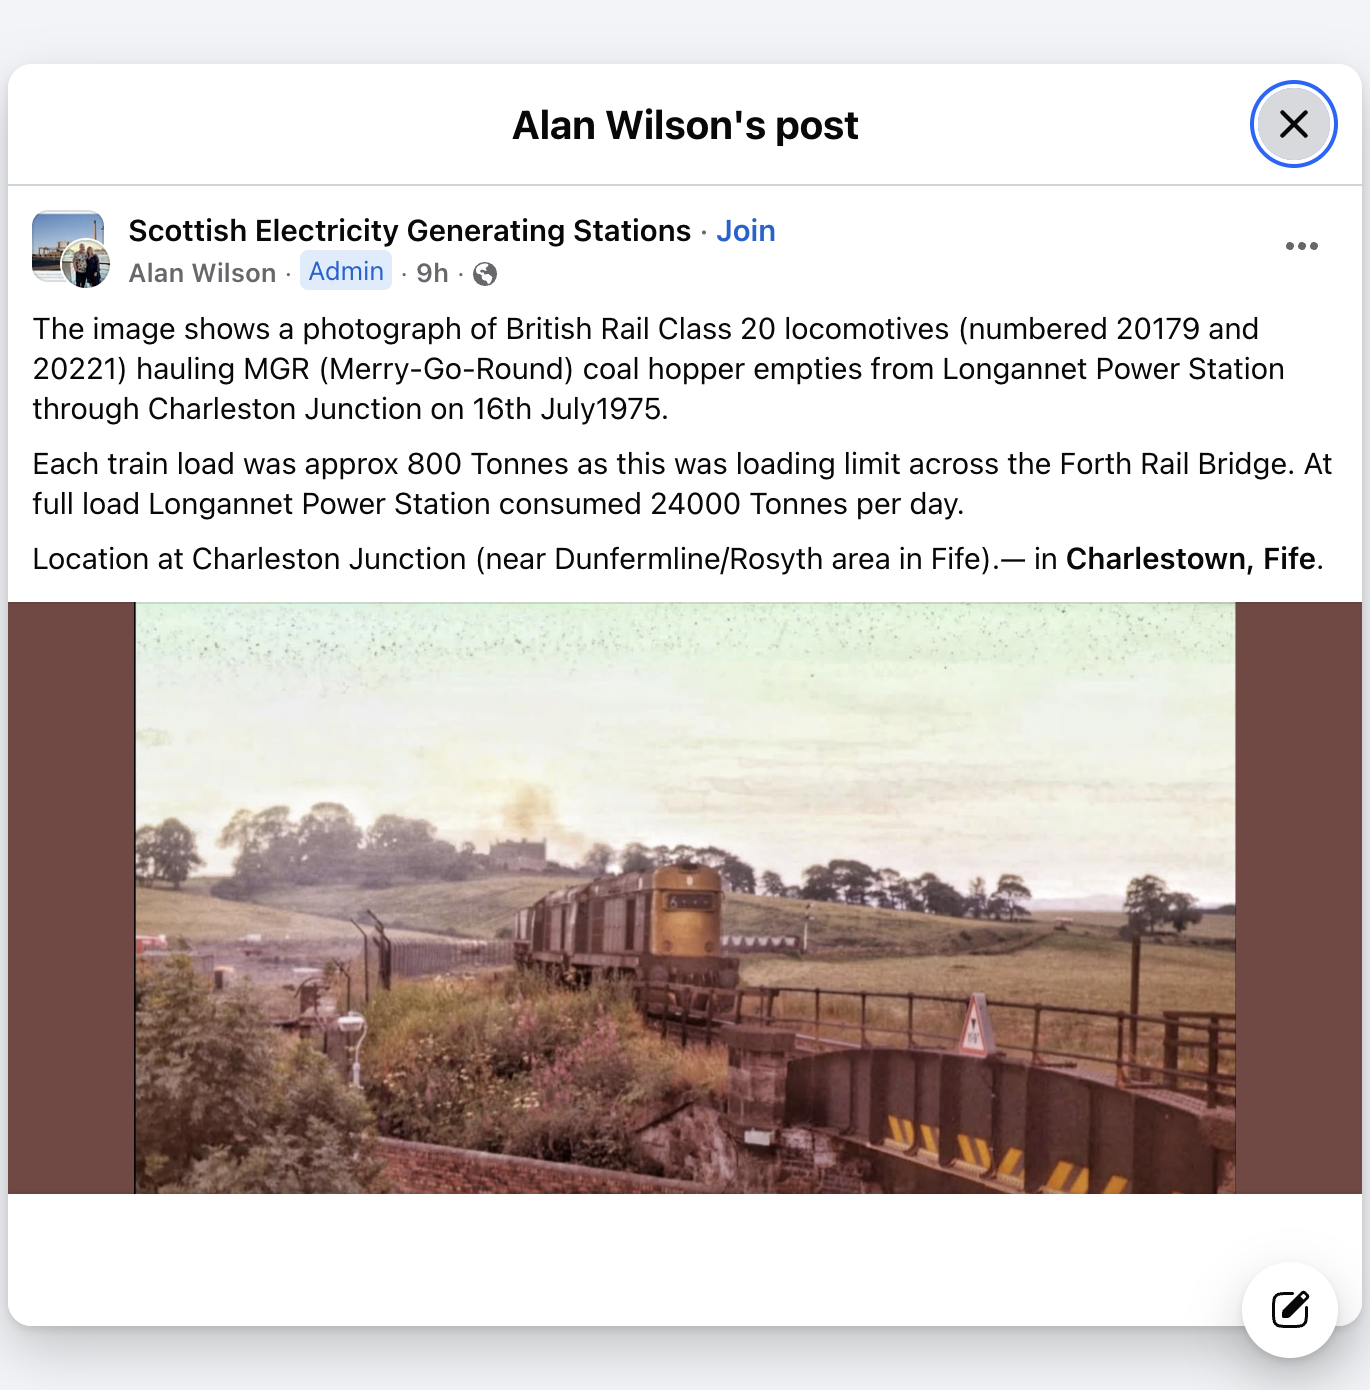 Alan Wilson's post
Scottish Electricity Generating Stations · Join
Alan Wilson · Admin · 9h ·
The image shows a photograph of British Rail Class 20 locomotives (numbered 20179 and
20221) hauling MGR (Merry-Go-Round) coal hopper empties from Longannet Power Station
through Charleston Junction on 16th July1975.
Each train load was approx 800 Tonnes as this was loading limit across the Forth Rail Bridge. At
full load Longannet Power Station consumed 24000 Tonnes per day.
Location at Charleston Junction (near Dunfermline/Rosyth area in Fife).— in Charlestown, Fife.